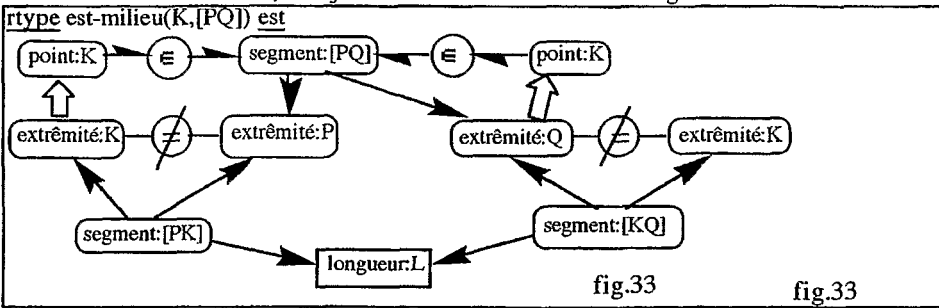 rtype est-milieu(K,[PQ]) est
point:K ∈ segment:[PQ] ∈ point:K
extrêmité:K ≠ extrêmité:P extrêmité:Q ≠ extrêmité:K
segment:[PK] segment:[KQ]
longueur:L
fig.33 fig.33